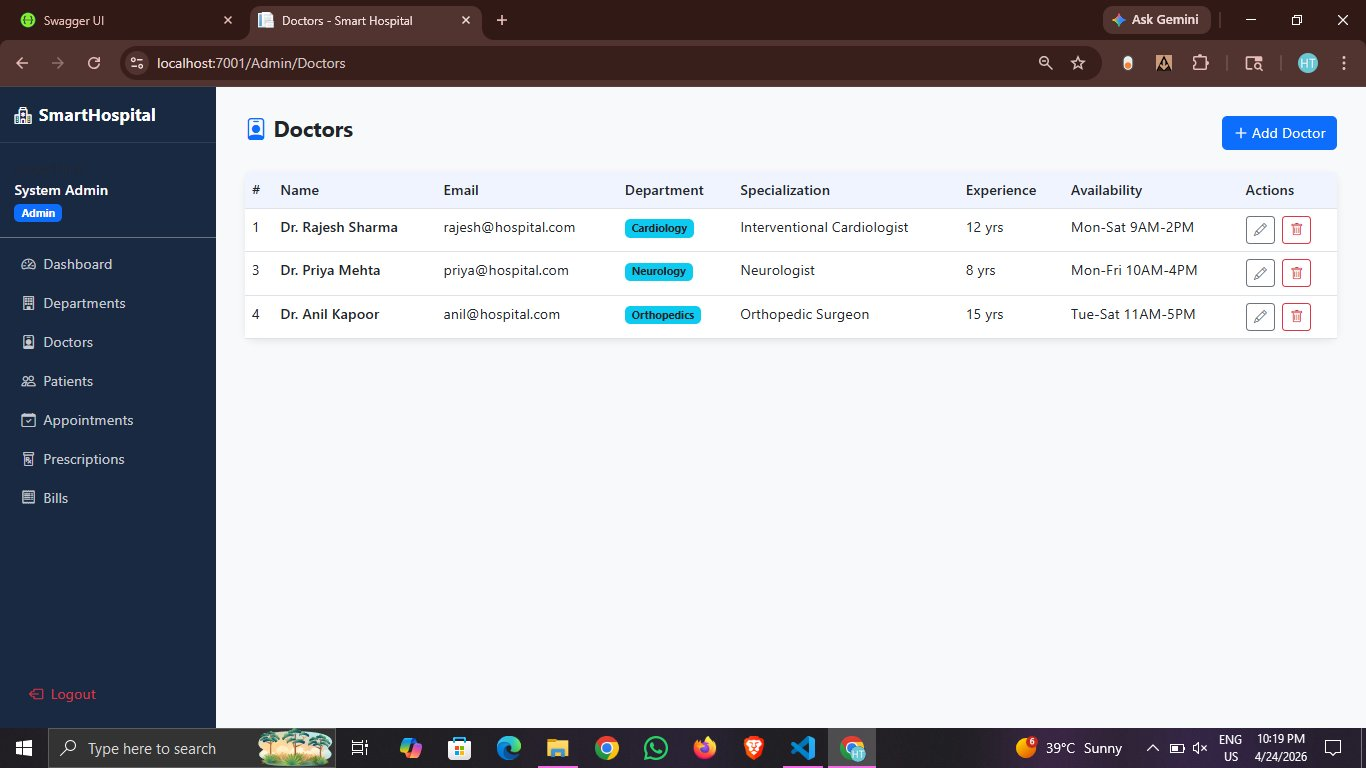 Swagger UI
Doctors - Smart Hospital
Ask Gemini
localhost:7001/Admin/Doctors
HT
SmartHospital
System Admin
Admin
Dashboard
Departments
Doctors
Patients
Appointments
Prescriptions
Bills
Logout
Doctors
+ Add Doctor
# Name Email Department Specialization Experience Availability Actions
1 Dr. Rajesh Sharma rajesh@hospital.com Cardiology Interventional Cardiologist 12 yrs Mon-Sat 9AM-2PM
3 Dr. Priya Mehta priya@hospital.com Neurology Neurologist 8 yrs Mon-Fri 10AM-4PM
4 Dr. Anil Kapoor anil@hospital.com Orthopedics Orthopedic Surgeon 15 yrs Tue-Sat 11AM-5PM
Type here to search
HT
6
39°C Sunny
ENG
US
10:19 PM
4/24/2026